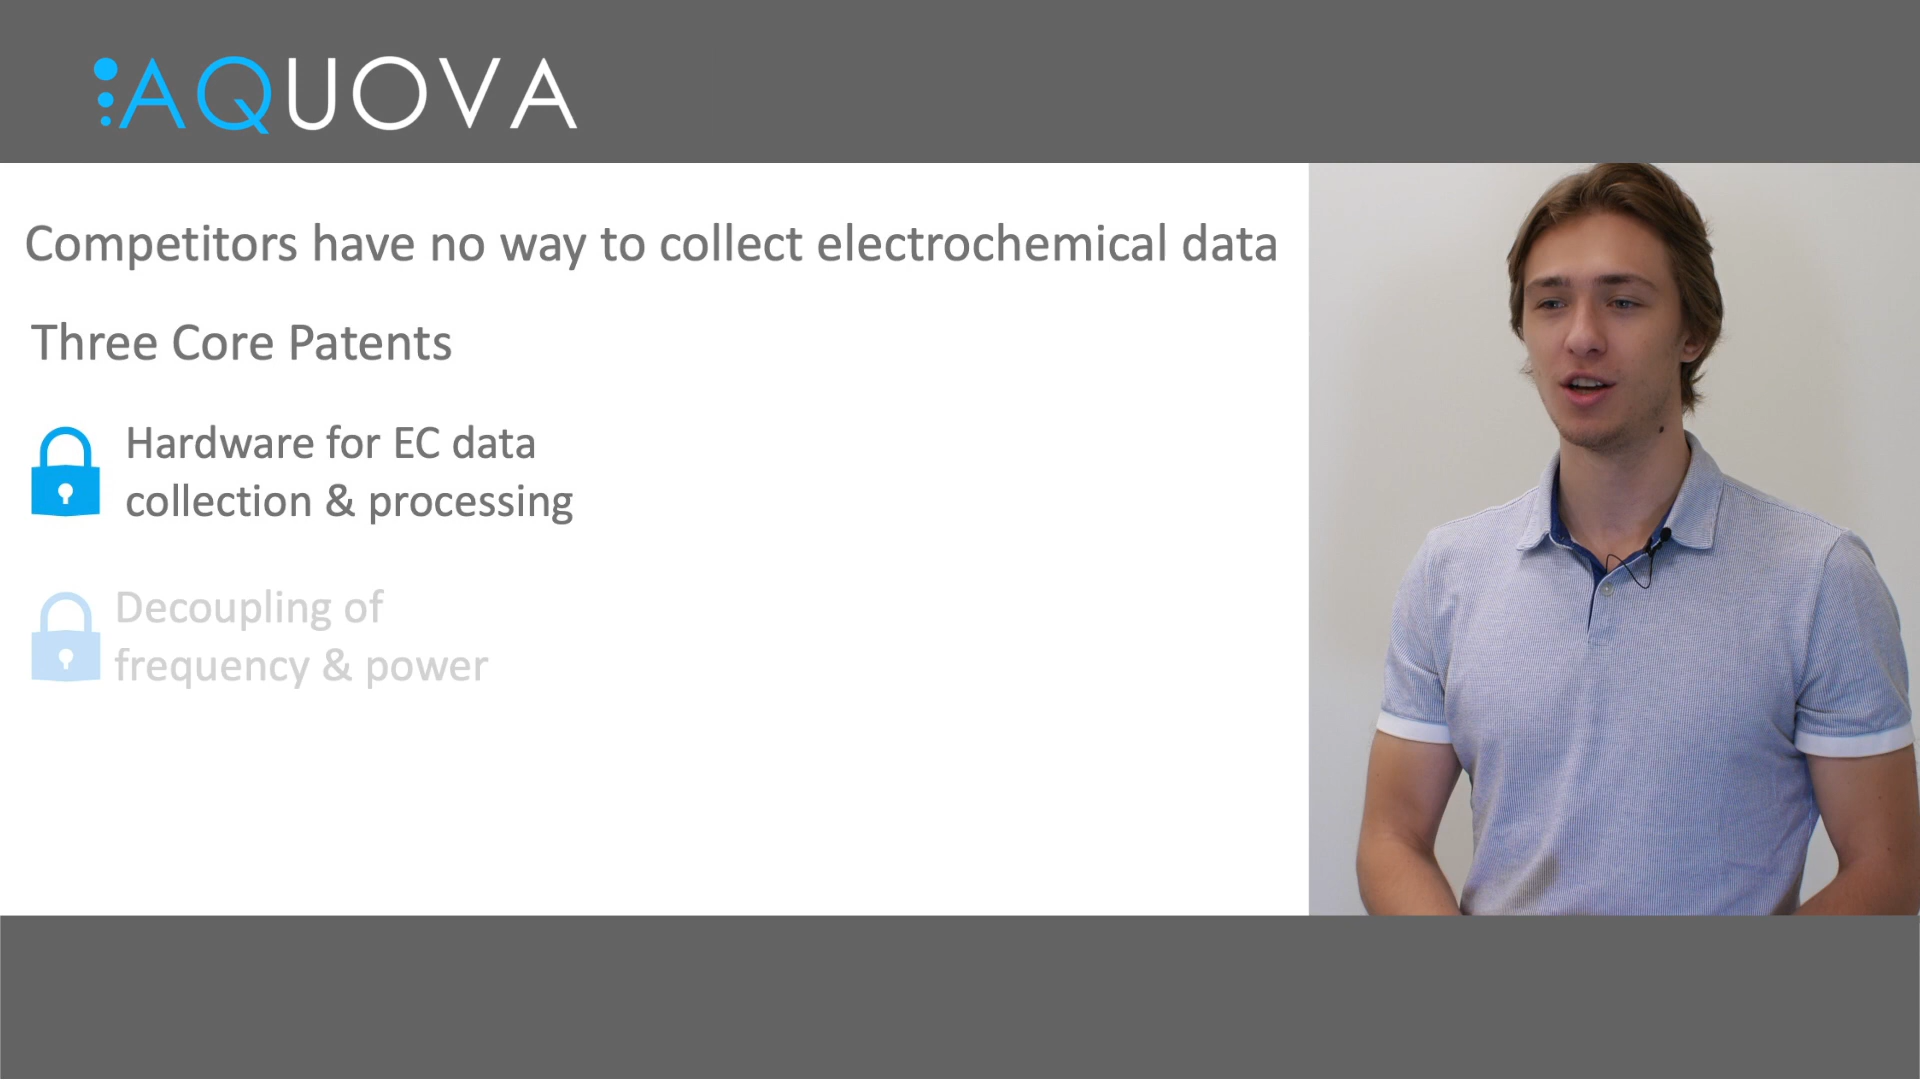 AQUOVA
Competitors have no way to collect electrochemical data
Three Core Patents
Hardware for EC data
collection & processing
Decoupling of
frequency & power